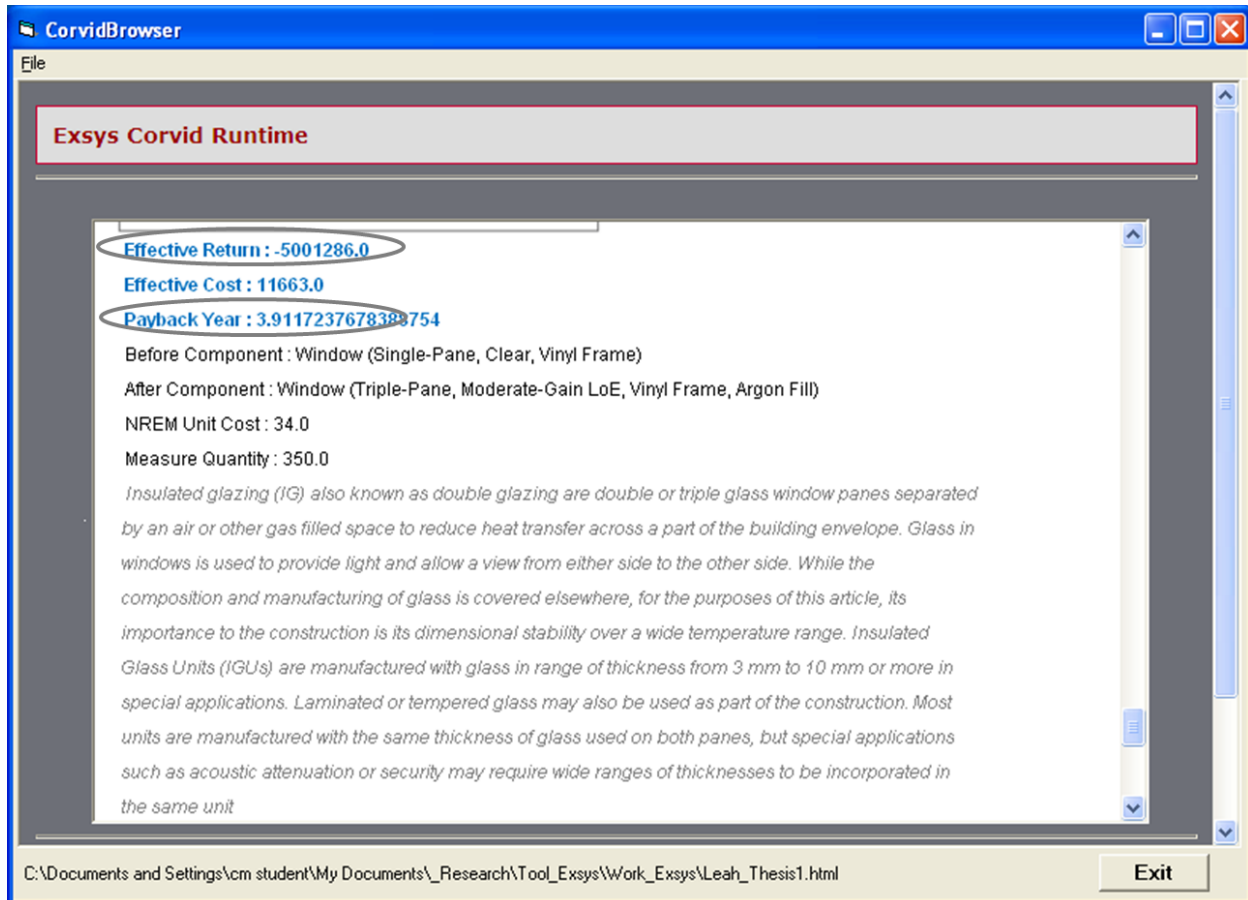 CorvidBrowser
File
Exsys Corvid Runtime
Effective Return : -5001286.0
Effective Cost : 11663.0
Payback Year : 3.9117237678388754
Before Component : Window (Single-Pane, Clear, Vinyl Frame)
After Component : Window (Triple-Pane, Moderate-Gain LoE, Vinyl Frame, Argon Fill)
NREM Unit Cost : 34.0
Measure Quantity : 350.0
Insulated glazing (IG) also known as double glazing are double or triple glass window panes separated
by an air or other gas filled space to reduce heat transfer across a part of the building envelope. Glass in
windows is used to provide light and allow a view from either side to the other side. While the
composition and manufacturing of glass is covered elsewhere, for the purposes of this article, its
importance to the construction is its dimensional stability over a wide temperature range. Insulated
Glass Units (IGUs) are manufactured with glass in range of thickness from 3 mm to 10 mm or more in
special applications. Laminated or tempered glass may also be used as part of the construction. Most
units are manufactured with the same thickness of glass used on both panes, but special applications
such as acoustic attenuation or security may require wide ranges of thicknesses to be incorporated in
the same unit
C:\Documents and Settings\cm student\My Documents\_Research\Tool_Exsys\Work_Exsys\Leah_Thesis1.html
Exit